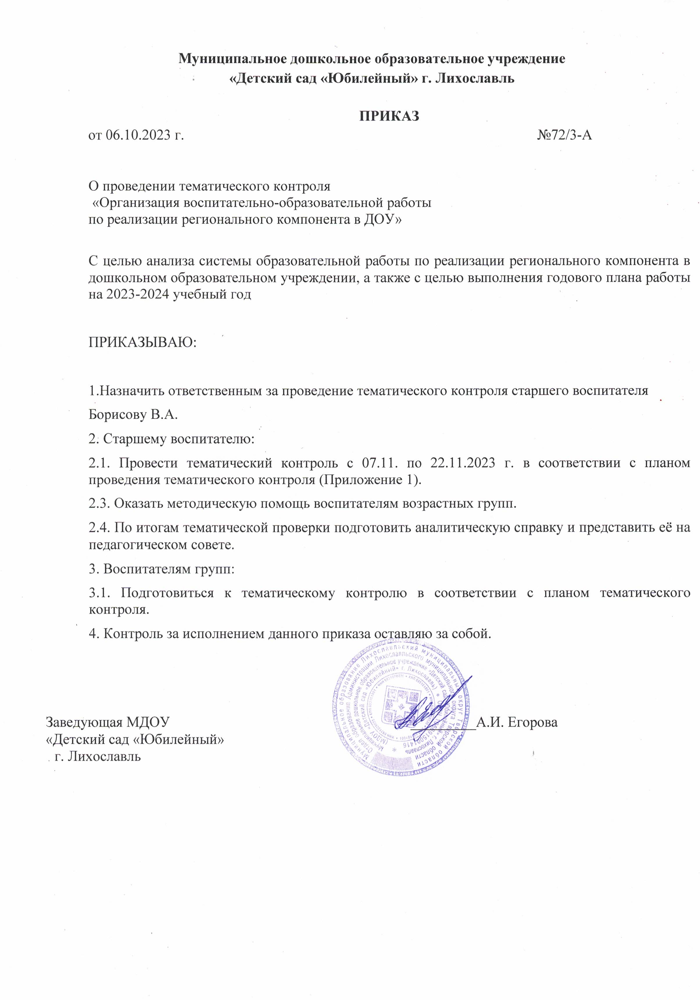 Муниципальное дошкольное образовательное учреждение
«Детский сад «Юбилейный» г. Лихославль
ПРИКАЗ
от 06.10.2023 г. №72/3-А
О проведении тематического контроля
«Организация воспитательно-образовательной работы
по реализации регионального компонента в ДОУ»
С целью анализа системы образовательной работы по реализации регионального компонента в
дошкольном образовательном учреждении, а также с целью выполнения годового плана работы
на 2023-2024 учебный год
ПРИКАЗЫВАЮ:
1.Назначить ответственным за проведение тематического контроля старшего воспитателя
Борисову В.А.
2. Старшему воспитателю:
2.1. Провести тематический контроль с 07.11. по 22.11.2023 г. в соответствии с планом
проведения тематического контроля (Приложение 1).
2.3. Оказать методическую помощь воспитателям возрастных групп.
2.4. По итогам тематической проверки подготовить аналитическую справку и представить её на
педагогическом совете.
3. Воспитателям групп:
3.1. Подготовиться к тематическому контролю в соответствии с планом тематического
контроля.
4. Контроль за исполнением данного приказа оставляю за собой.
Муниципальное образование Лихославльский муниципальный округ Тверской области
Отдел образования Администрации Лихославльского муниципального округа Тверской области
Муниципальное дошкольное образовательное учреждение «Детский сад «Юбилейный» г. Лихославль
(МДОУ «Детский сад «Юбилейный» г. Лихославль)
Заведующая МДОУ _________А.И. Егорова
«Детский сад «Юбилейный»
г. Лихославль